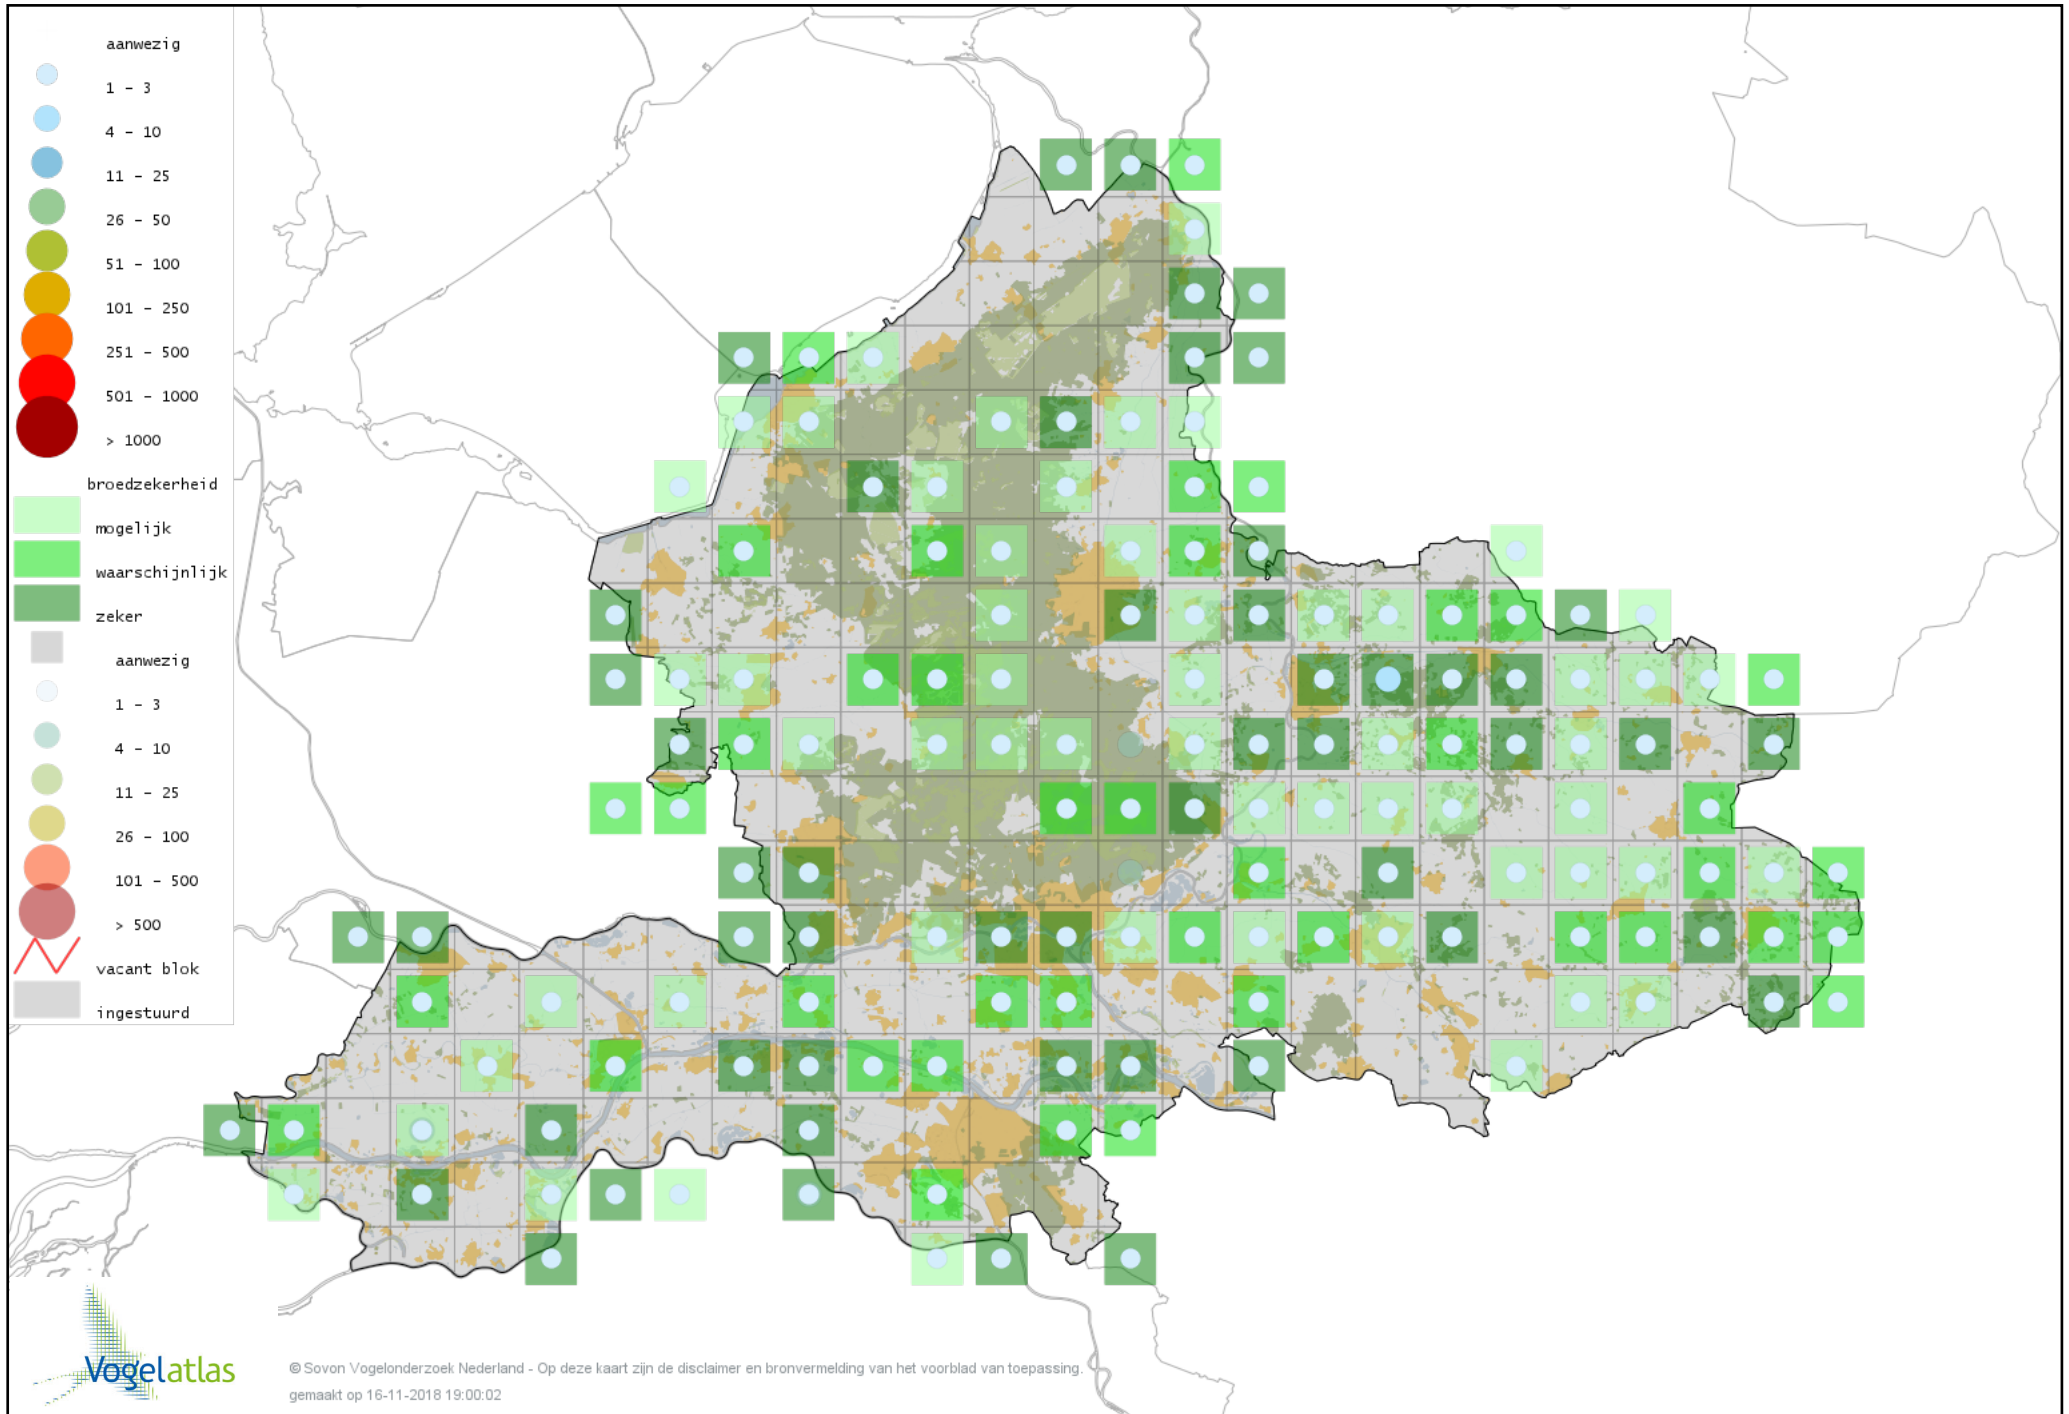 aanwezig
1 - 3
4 - 10
11 - 25
26 - 50
51 - 100
101 - 250
251 - 500
501 - 1000
> 1000
broedzekerheid
mogelijk
waarschijnlijk
zeker
aanwezig
1 - 3
4 - 10
11 - 25
26 - 100
101 - 500
> 500
vacant blok
ingestuurd
Vogelatlas
© Sovon Vogelonderzoek Nederland - Op deze kaart zijn de disclaimer en bronvermelding van het voorblad van toepassing.
gemaakt op 16-11-2018 19:00:02